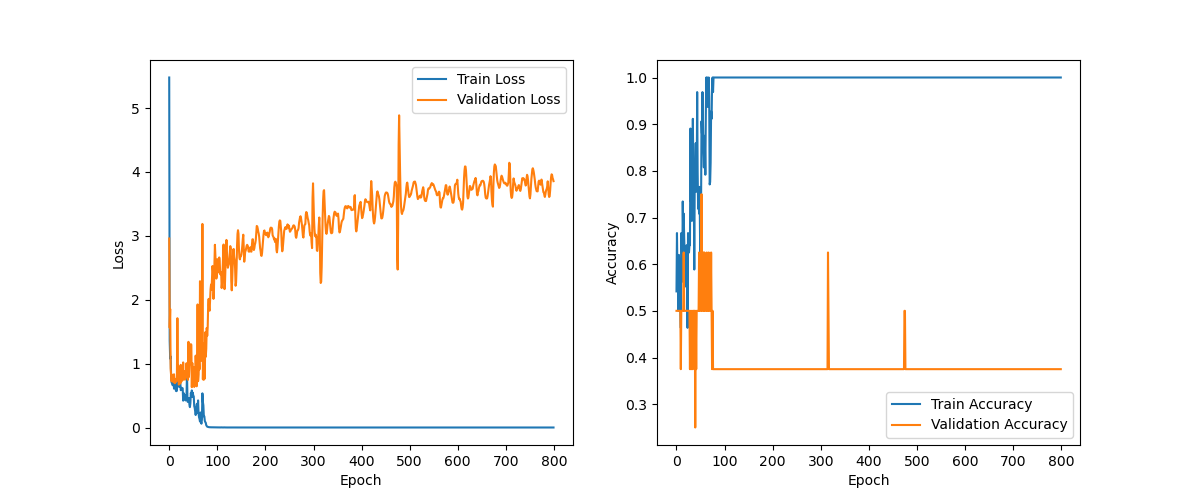 Train Loss
Validation Loss
5
4
3
2
1
0
Loss
0 100 200 300 400 500 600 700 800
Epoch
1.0
0.9
0.8
0.7
0.6
0.5
0.4
0.3
Accuracy
Train Accuracy
Validation Accuracy
0 100 200 300 400 500 600 700 800
Epoch